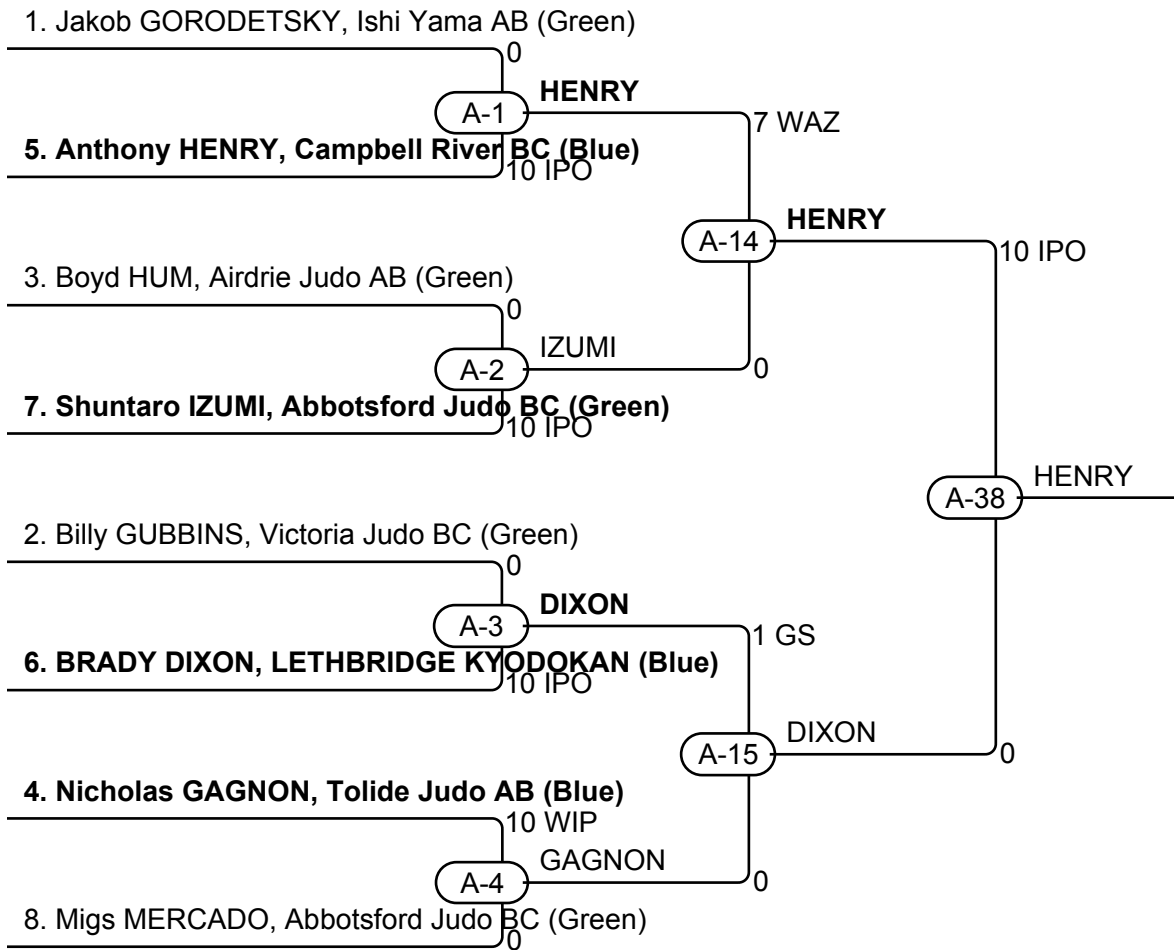 1. Jakob GORODETSKY, Ishi Yama AB (Green)
0
HENRY
A-1
7 WAZ
5. Anthony HENRY, Campbell River BC (Blue)
10 IPO
HENRY
A-14
10 IPO
3. Boyd HUM, Airdrie Judo AB (Green)
0
IZUMI
A-2
0
7. Shuntaro IZUMI, Abbotsford Judo BC (Green)
10 IPO
HENRY
A-38
2. Billy GUBBINS, Victoria Judo BC (Green)
0
DIXON
A-3
1 GS
6. BRADY DIXON, LETHBRIDGE KYODOKAN (Blue)
10 IPO
DIXON
A-15
0
4. Nicholas GAGNON, Tolide Judo AB (Blue)
10 WIP
GAGNON
A-4
0
8. Migs MERCADO, Abbotsford Judo BC (Green)
0